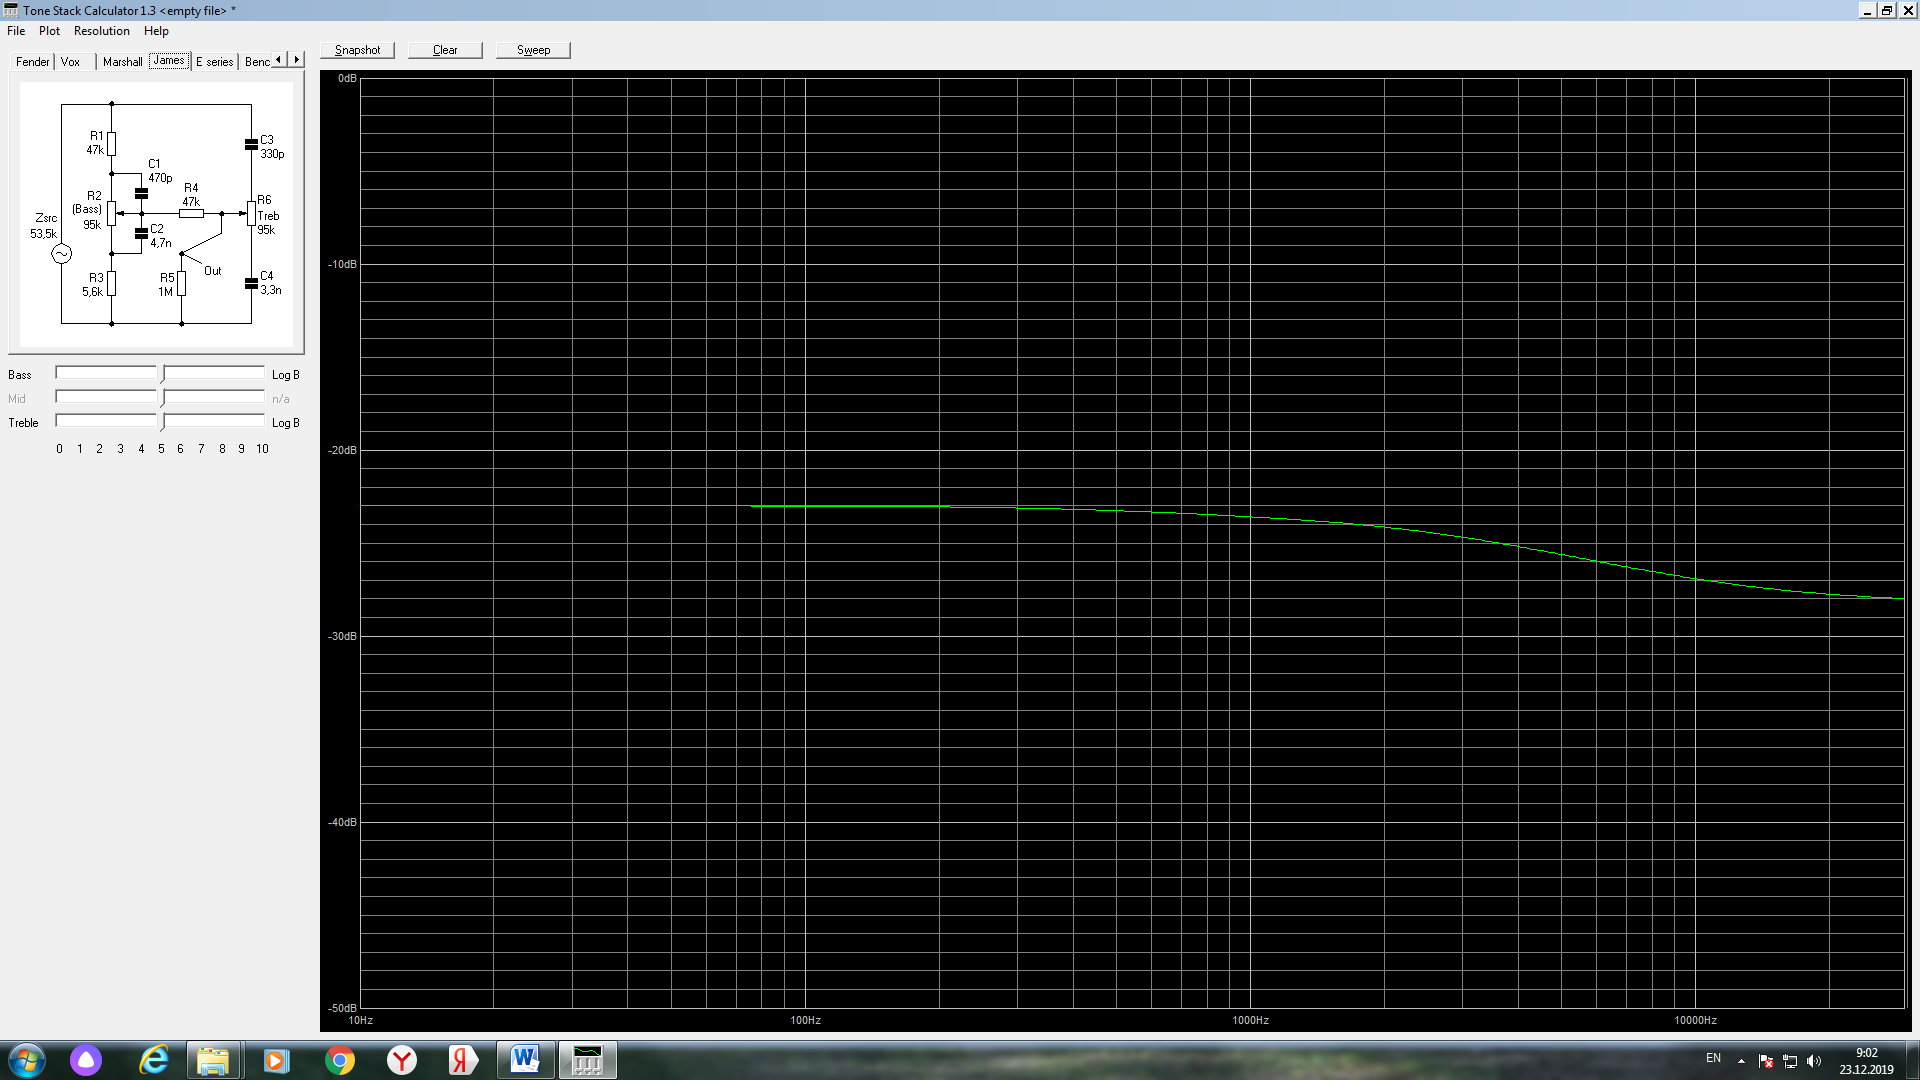 Tone Stack Calculator 1.3 <empty file> *
File Plot Resolution Help
Snapshot Clear Sweep
Fender Vox Marshall James E series Benc
R1
47k
C1
470p
R2
(Bass)
95k
R4
47k
C3
330p
R6
Treb
95k
Zsrc
53,5k
C2
4,7n
Out
R3
5,6k
R5
1M
C4
3,3n
Bass Log B
Mid n/a
Treble Log B
0 1 2 3 4 5 6 7 8 9 10
0dB
-10dB
-20dB
-30dB
-40dB
-50dB
10Hz 100Hz 1000Hz 10000Hz
EN
9:02
23.12.2019